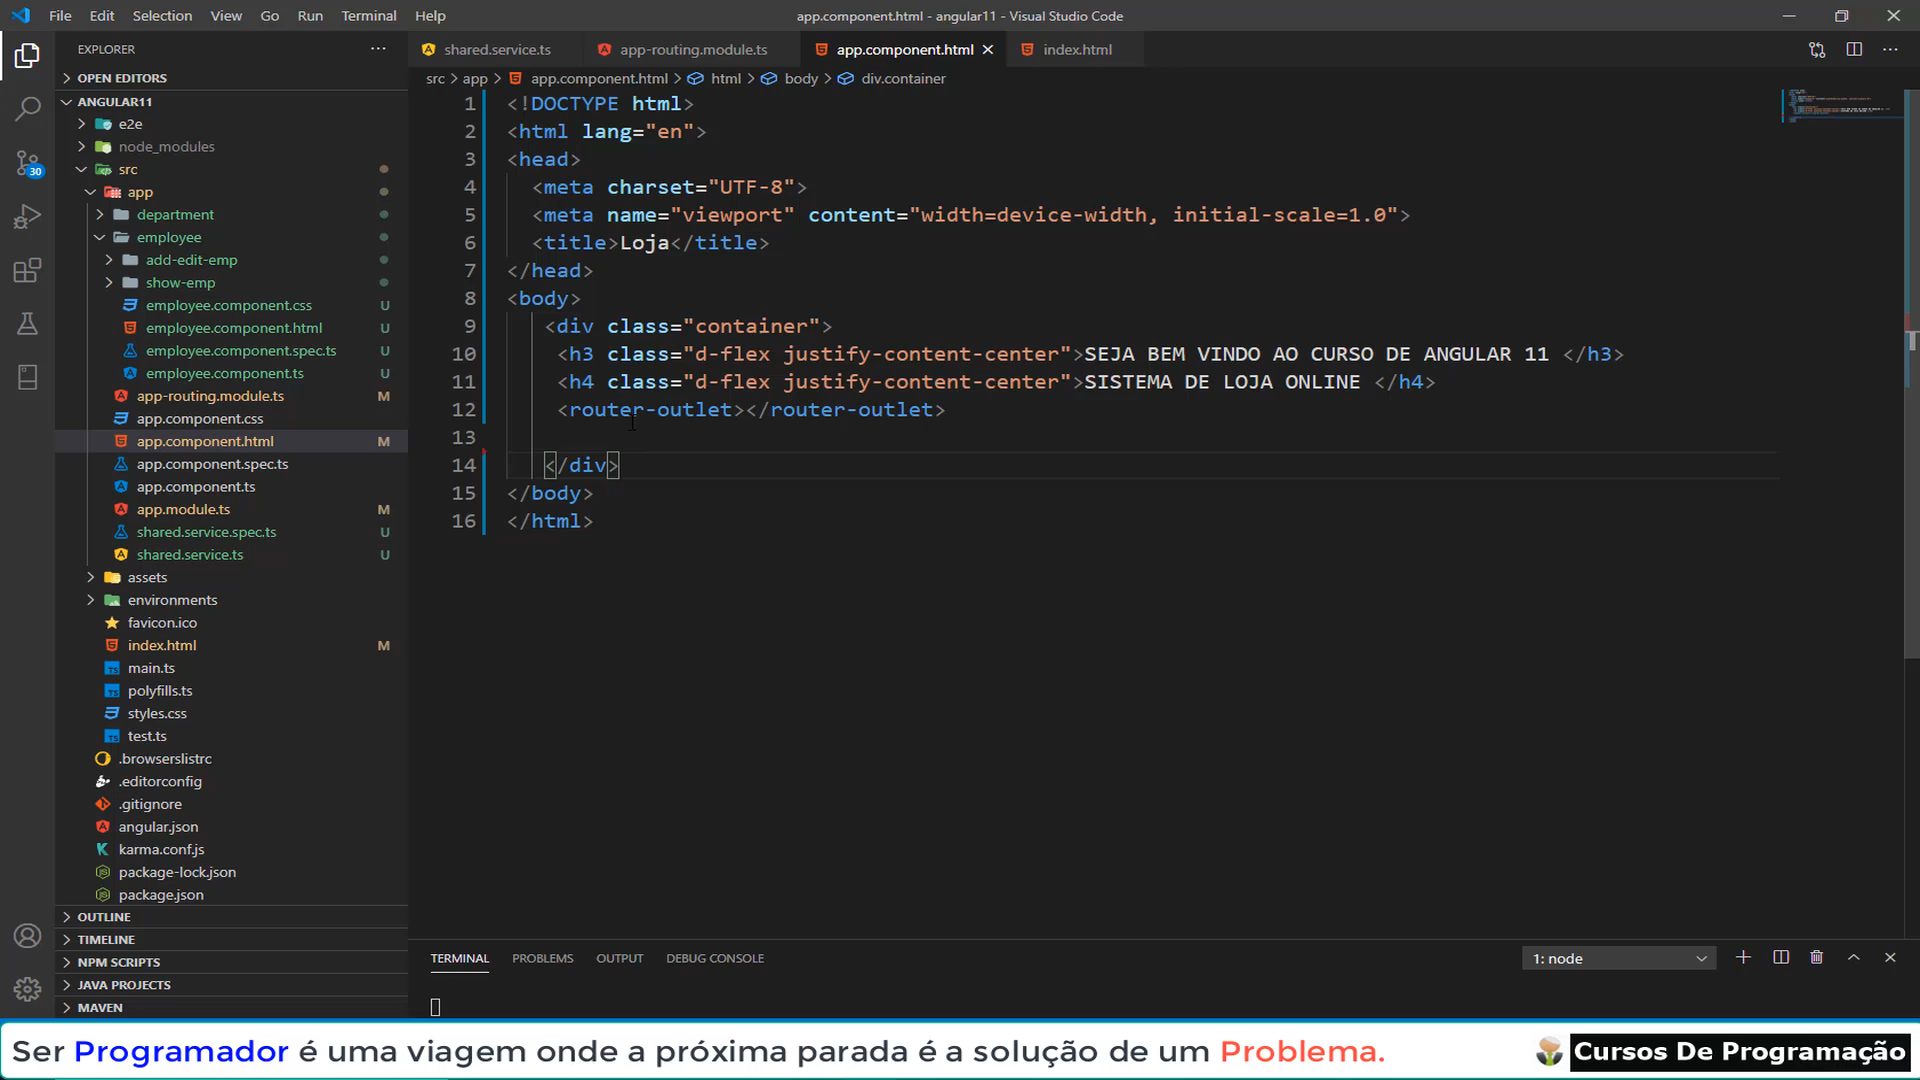 File Edit Selection View Go Run Terminal Help
app.component.html - angular11 - Visual Studio Code
EXPLORER
OPEN EDITORS
ANGULAR11
e2e
node_modules
src
app
department
employee
add-edit-emp
show-emp
employee.component.css U
employee.component.html U
employee.component.spec.ts U
employee.component.ts U
app-routing.module.ts M
app.component.css
app.component.html M
app.component.spec.ts
app.component.ts
app.module.ts M
shared.service.spec.ts U
shared.service.ts U
assets
environments
favicon.ico
index.html M
main.ts
polyfills.ts
styles.css
test.ts
.browserslistrc
.editorconfig
.gitignore
angular.json
karma.conf.js
package-lock.json
package.json
OUTLINE
TIMELINE
NPM SCRIPTS
JAVA PROJECTS
MAVEN
30
shared.service.ts app-routing.module.ts app.component.html index.html
src > app > app.component.html > html > body > div.container
1 <!DOCTYPE html>
2 <html lang="en">
3 <head>
4 <meta charset="UTF-8">
5 <meta name="viewport" content="width=device-width, initial-scale=1.0">
6 <title>Loja</title>
7 </head>
8 <body>
9 <div class="container">
10 <h3 class="d-flex justify-content-center">SEJA BEM VINDO AO CURSO DE ANGULAR 11 </h3>
11 <h4 class="d-flex justify-content-center">SISTEMA DE LOJA ONLINE </h4>
12 <router-outlet></router-outlet>
13
14 </div>
15 </body>
16 </html>
TERMINAL PROBLEMS OUTPUT DEBUG CONSOLE
1: node
Ser Programador é uma viagem onde a próxima parada é a solução de um Problema.
Cursos De Programação